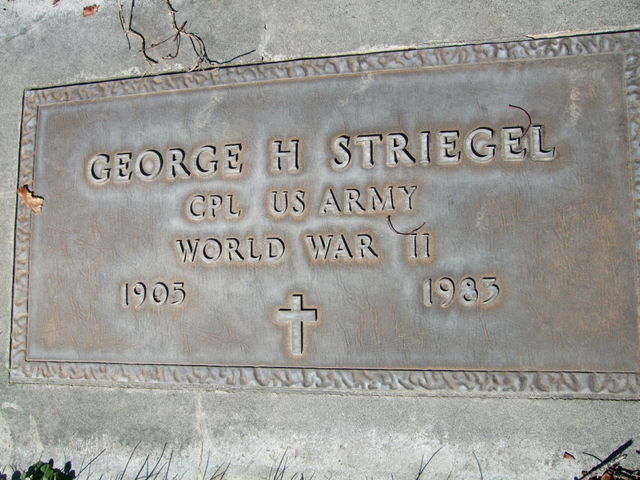 GEORGE H STRIEGEL
CPL US ARMY
WORLD WAR II
1905 1983